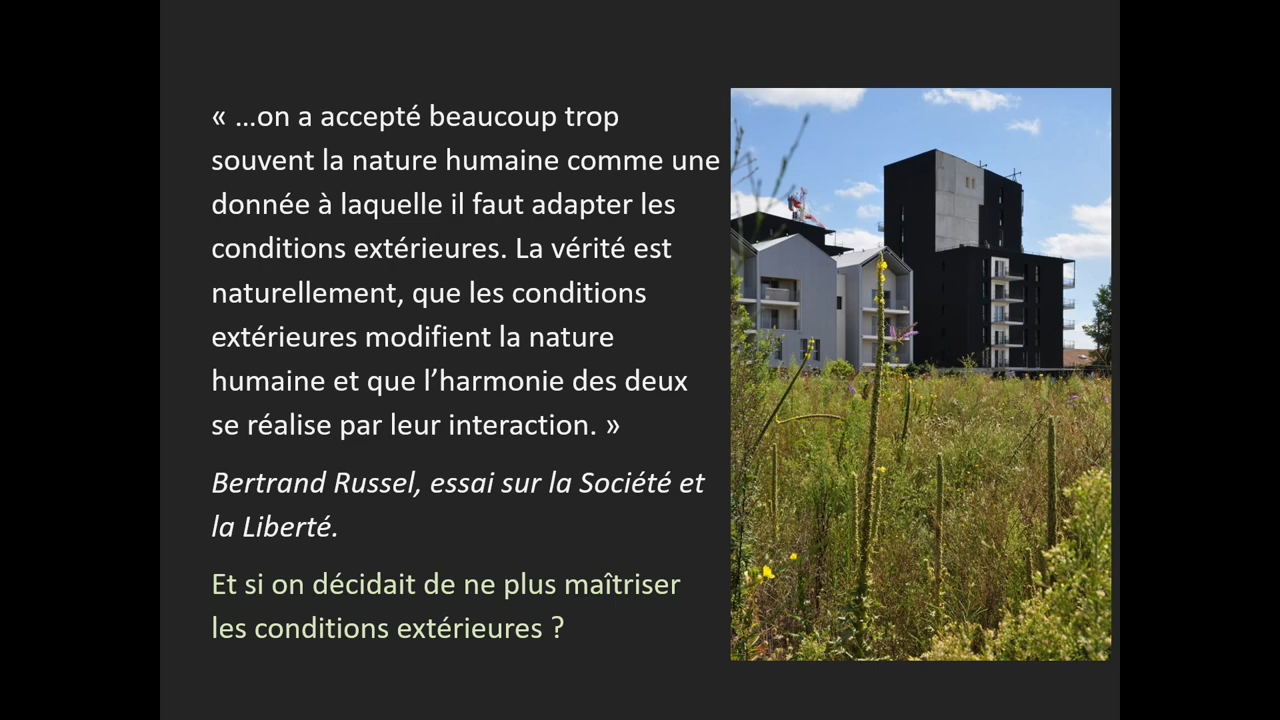 « …on a accepté beaucoup trop
souvent la nature humaine comme une
donnée à laquelle il faut adapter les
conditions extérieures. La vérité est
naturellement, que les conditions
extérieures modifient la nature
humaine et que l’harmonie des deux
se réalise par leur interaction. »
Bertrand Russel, essai sur la Société et
la Liberté.
Et si on décidait de ne plus maîtriser
les conditions extérieures ?